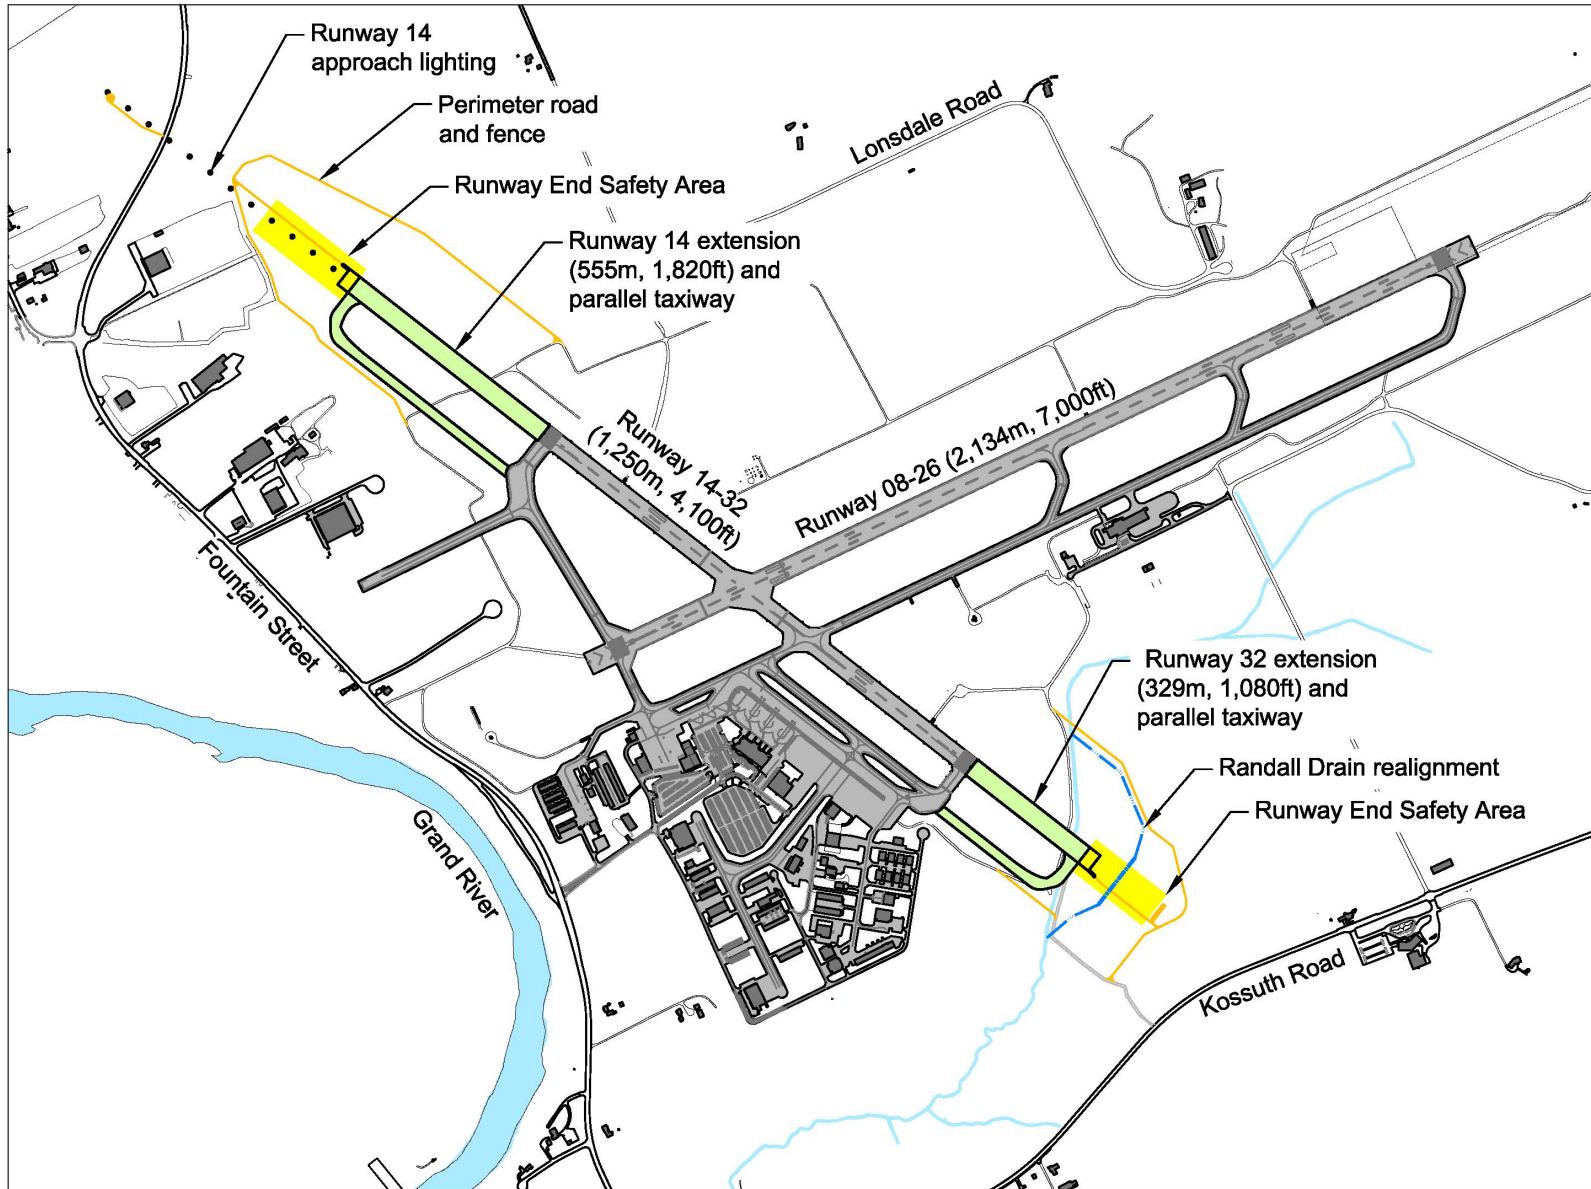 Runway 14
approach lighting
Perimeter road
and fence
Lonsdale Road
Runway End Safety Area
Runway 14 extension
(555m, 1,820ft) and
parallel taxiway
Runway 14-32
(1,250m, 4,100ft)
Runway 08-26 (2,134m, 7,000ft)
Fountain Street
Runway 32 extension
(329m, 1,080ft) and
parallel taxiway
Randall Drain realignment
Runway End Safety Area
Grand River
Kossuth Road